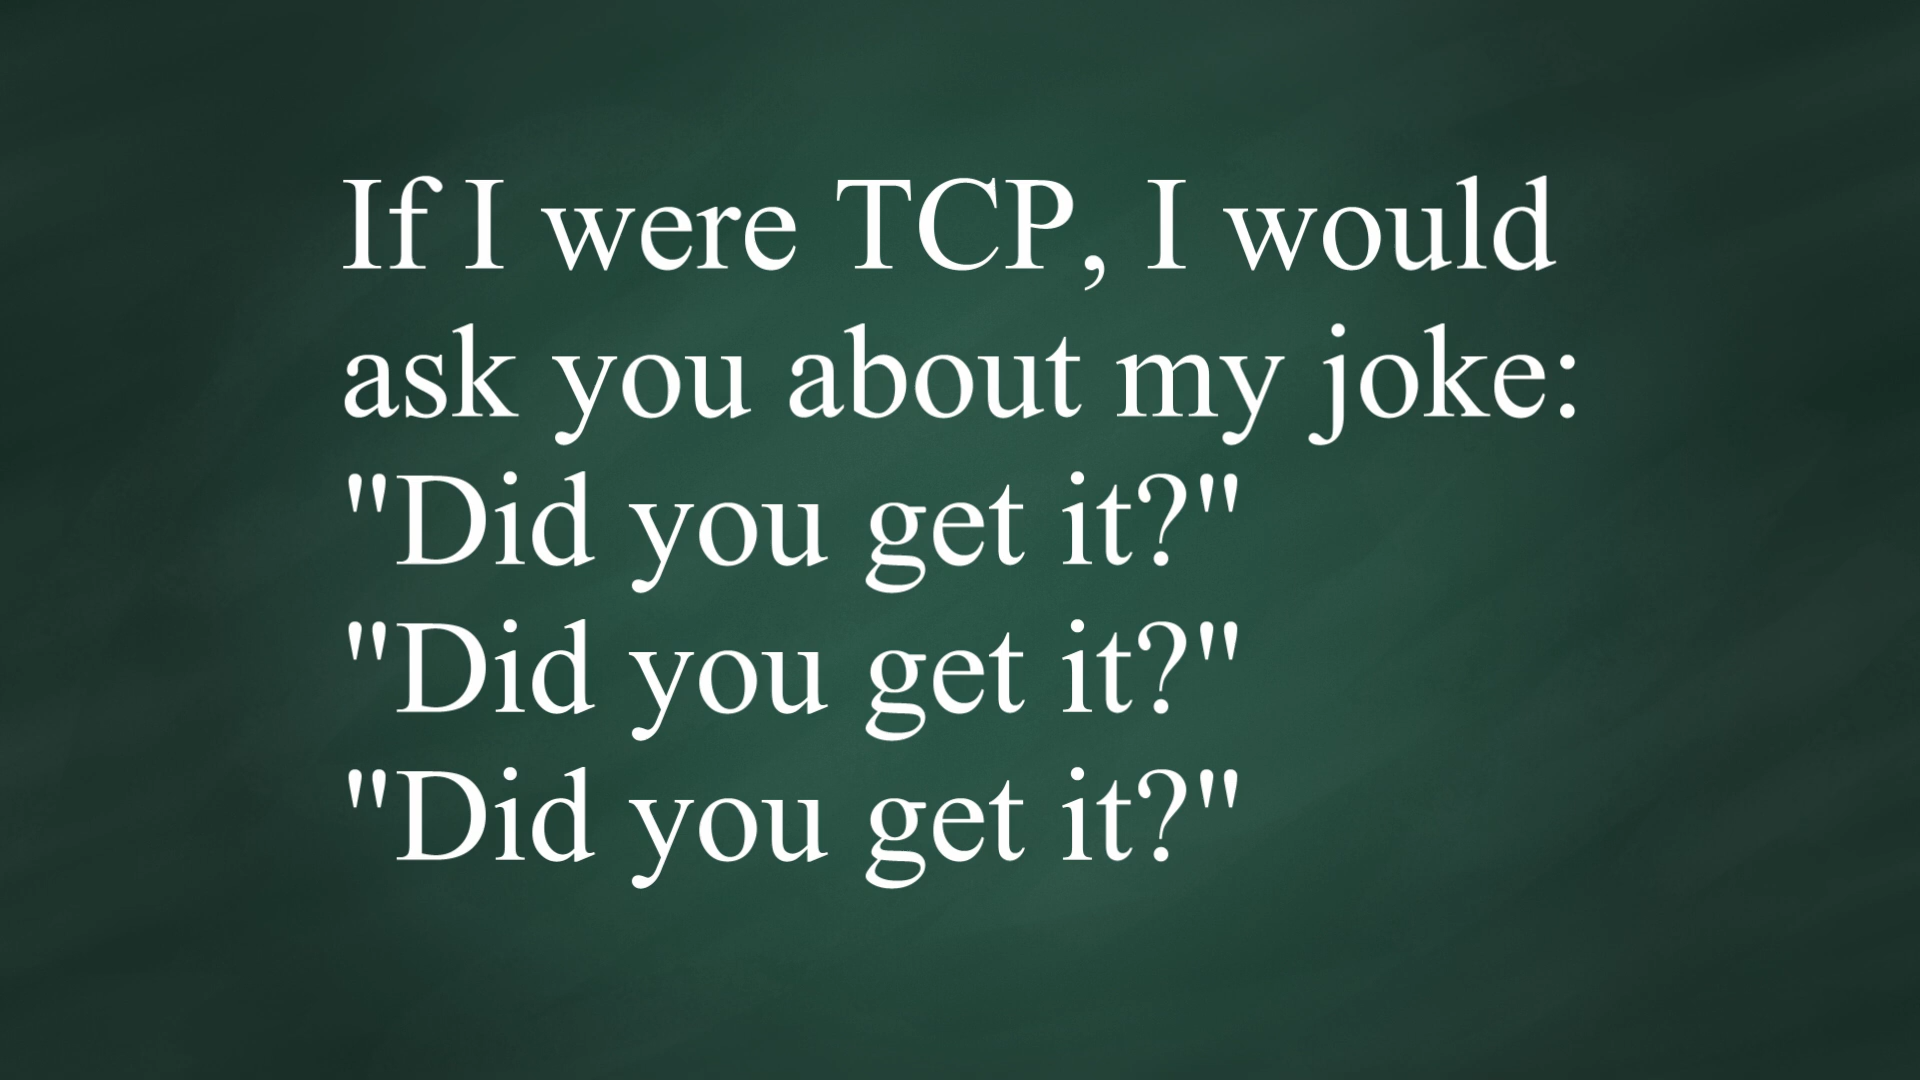 If I were TCP, I would
ask you about my joke:
"Did you get it?"
"Did you get it?"
"Did you get it?"